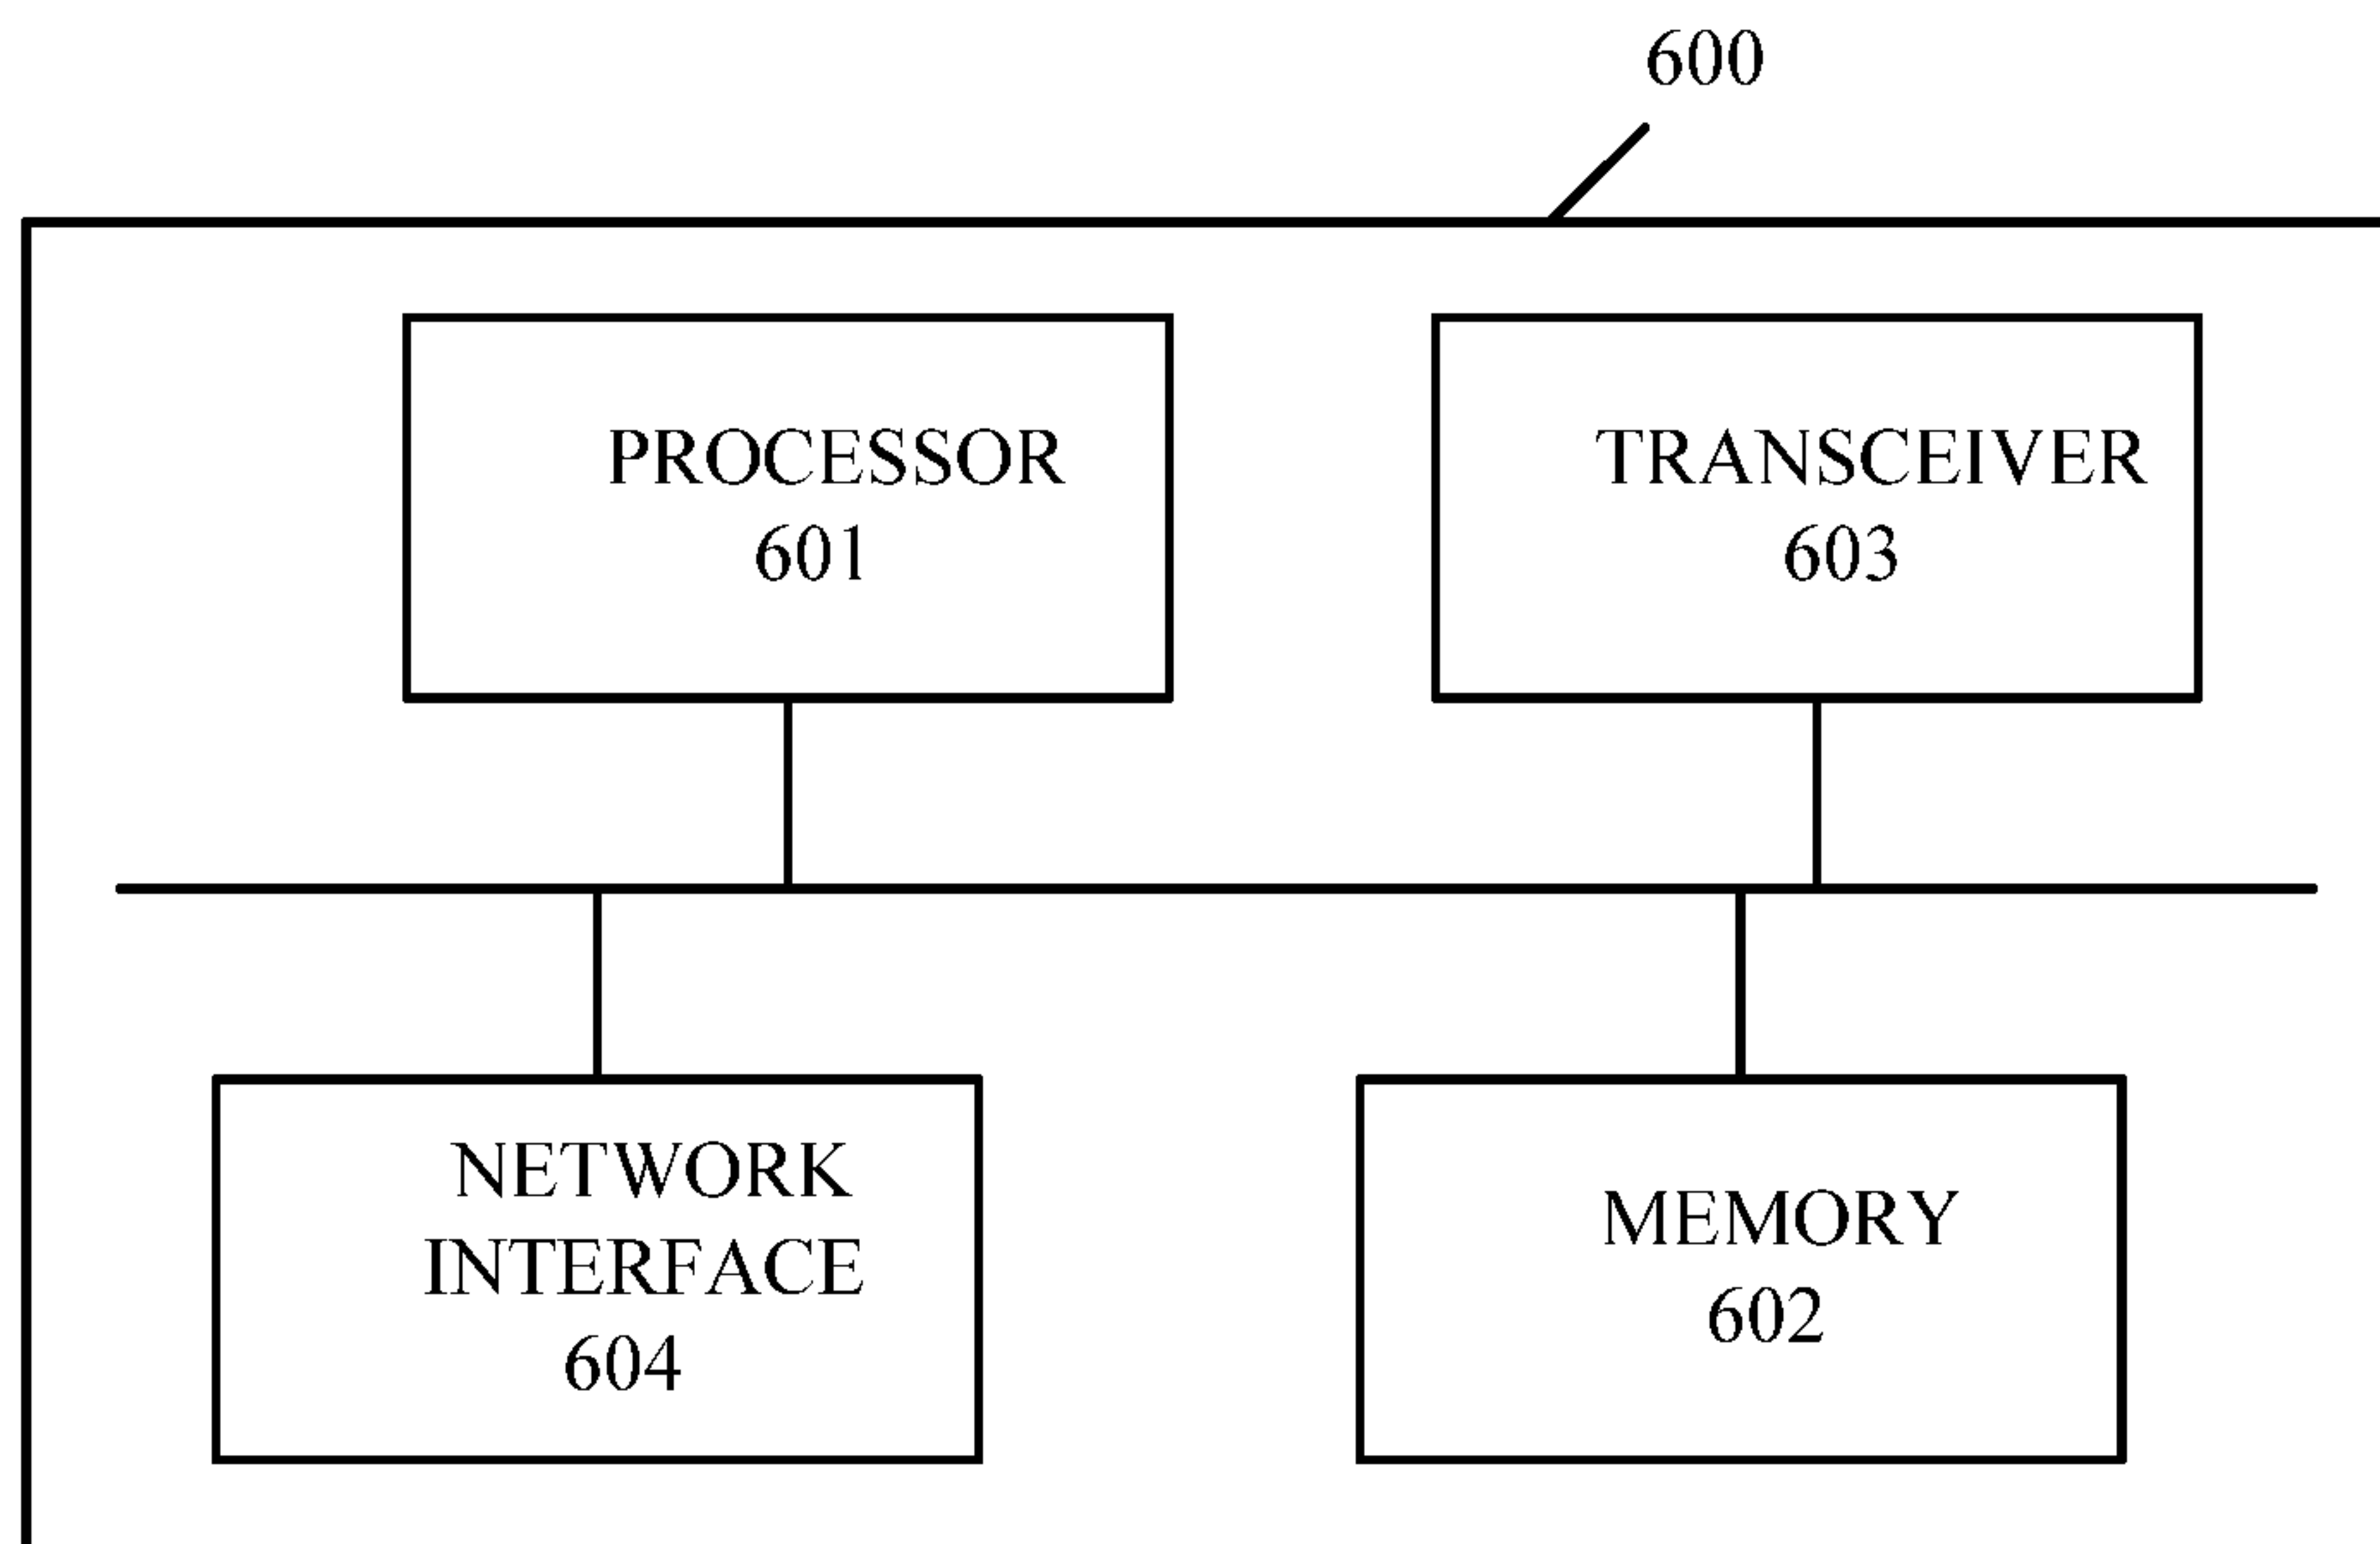 600
PROCESSOR
601
TRANSCEIVER
603
NETWORK
INTERFACE
604
MEMORY
602